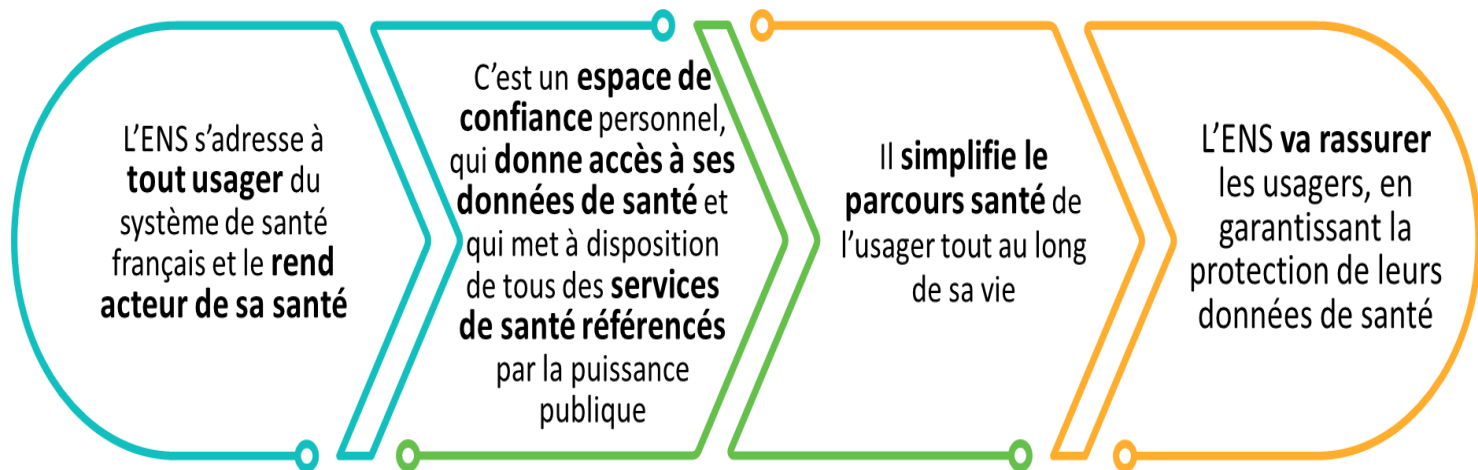 L’ENS s’adresse à
tout usager du
système de santé
français et le rend
acteur de sa santé
C’est un espace de
confiance personnel,
qui donne accès à ses
données de santé et
qui met à disposition
de tous des services
de santé référencés
par la puissance
publique
Il simplifie le
parcours santé de
l’usager tout au long
de sa vie
L’ENS va rassurer
les usagers, en
garantissant la
protection de leurs
données de santé